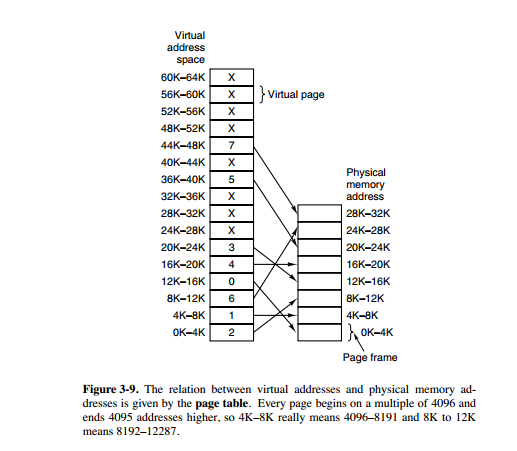 Virtual
address
space
60K–64K X
56K–60K X Virtual page
52K–56K X
48K–52K X
44K–48K 7
40K–44K X
36K–40K 5
32K–36K X
28K–32K X
24K–28K X
20K–24K 3
16K–20K 4
12K–16K 0
8K–12K 6
4K–8K 1
0K–4K 2
Physical
memory
address
28K–32K
24K–28K
20K–24K
16K–20K
12K–16K
8K–12K
4K–8K
0K–4K
Page frame
Figure 3-9. The relation between virtual addresses and physical memory ad-
dresses is given by the page table. Every page begins on a multiple of 4096 and
ends 4095 addresses higher, so 4K–8K really means 4096–8191 and 8K to 12K
means 8192–12287.